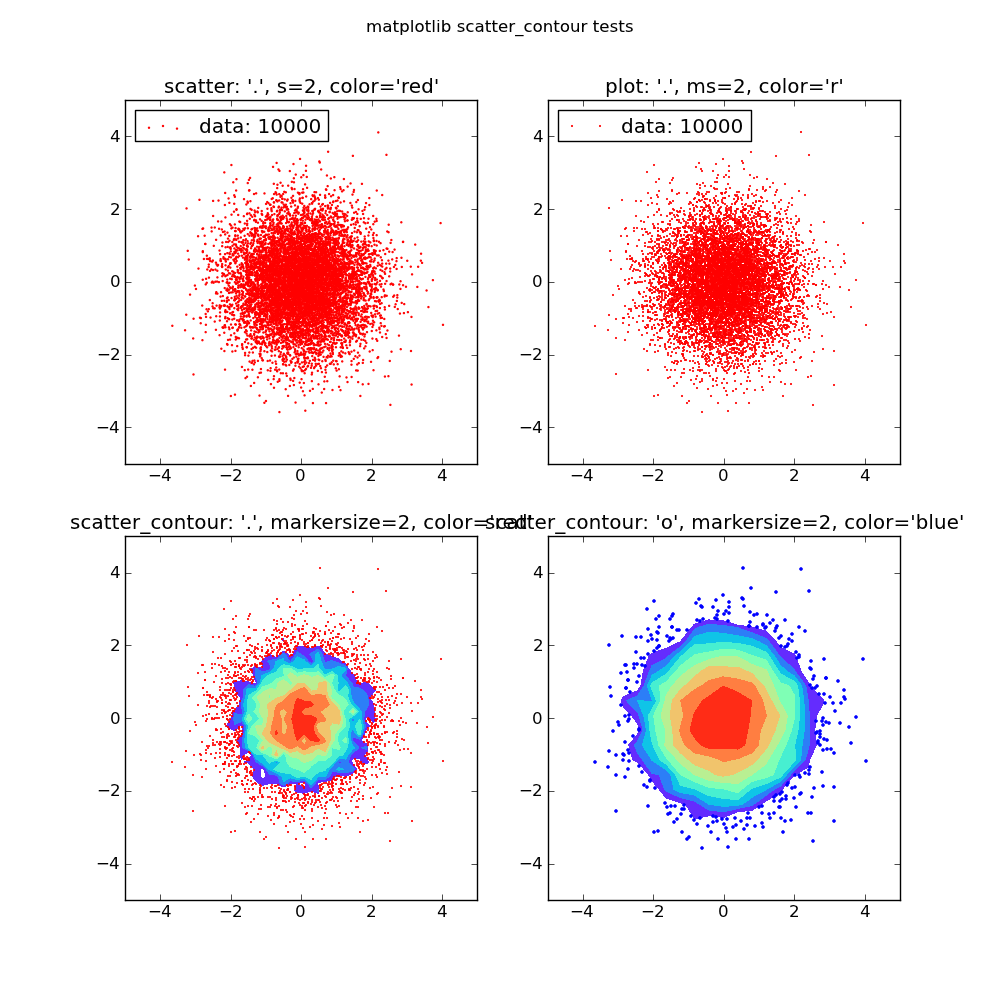 matplotlib scatter_contour tests
scatter: '.', s=2, color='red'
plot: '.', ms=2, color='r'
data: 10000
data: 10000
4
2
0
−2
−4
−4 −2 0 2 4
4
2
0
−2
−4
−4 −2 0 2 4
scatter_contour: '.', markersize=2, color='red'
scatter_contour: 'o', markersize=2, color='blue'
4
2
0
−2
−4
−4 −2 0 2 4
4
2
0
−2
−4
−4 −2 0 2 4